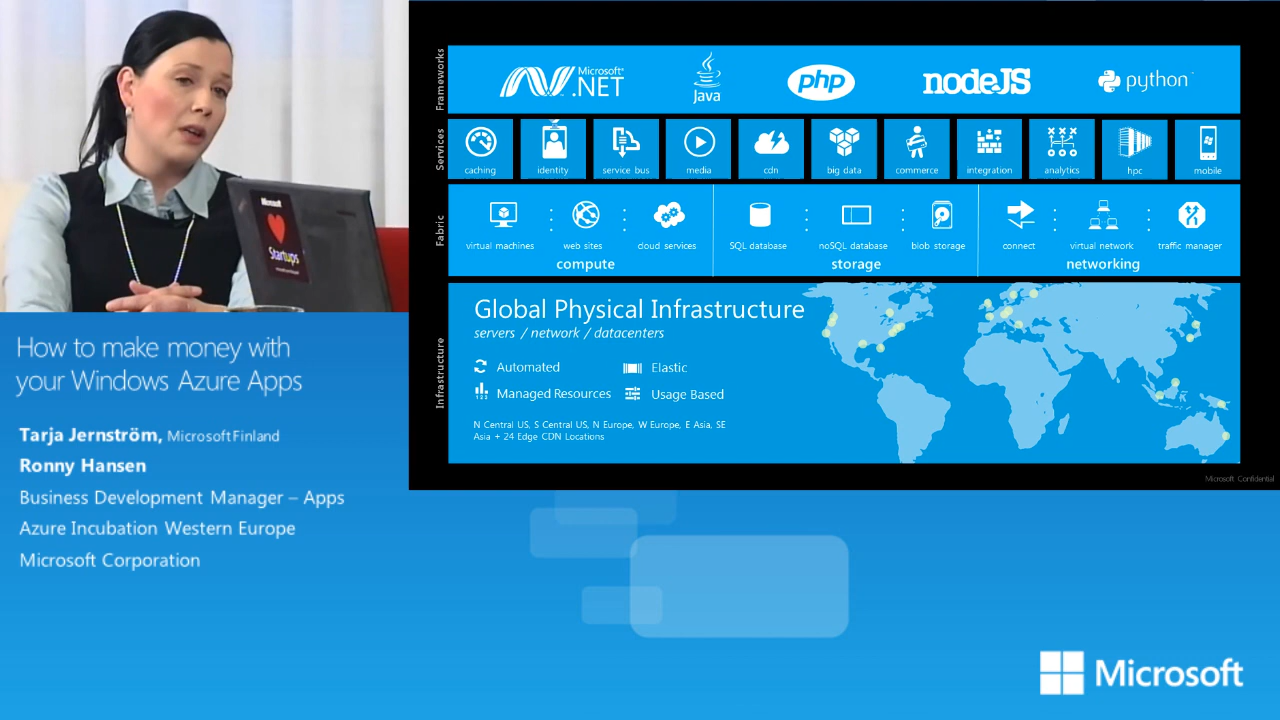 Microsoft
Startups
How to make money with
your Windows Azure Apps
Tarja Jernström, Microsoft Finland
Ronny Hansen
Business Development Manager – Apps
Azure Incubation Western Europe
Microsoft Corporation
Frameworks
Microsoft®
.NET
Java
php
nodeJS
python
Services
caching
identity
service bus
media
cdn
big data
commerce
integration
analytics
hpc
mobile
Fabric
virtual machines
web sites
cloud services
compute
SQL database
noSQL database
blob storage
storage
connect
virtual network
traffic manager
networking
Infrastructure
Global Physical Infrastructure
servers / network / datacenters
Automated
Elastic
Managed Resources
Usage Based
N Central US, S Central US, N Europe, W Europe, E Asia, SE
Asia + 24 Edge CDN Locations
Microsoft Confidential
Microsoft